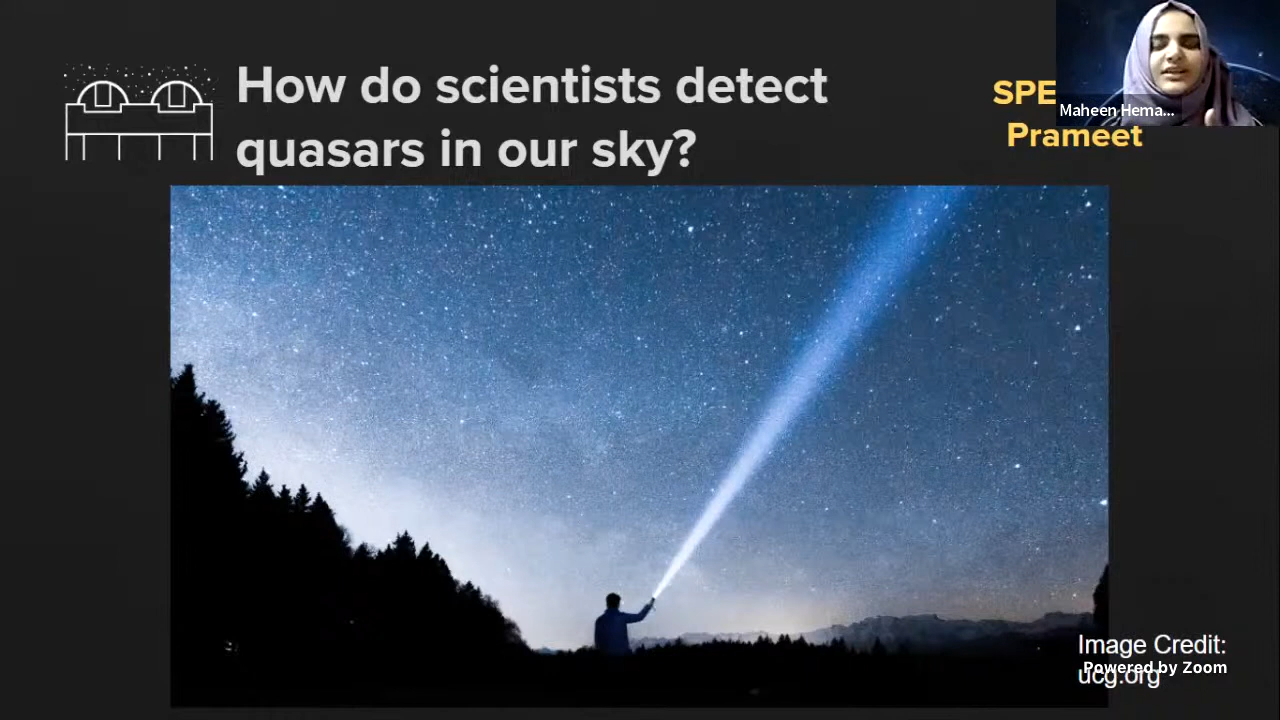 How do scientists detect
quasars in our sky?
SPE
Prameet
Maheen Hema...
Image Credit:
ucg.org
Powered by Zoom